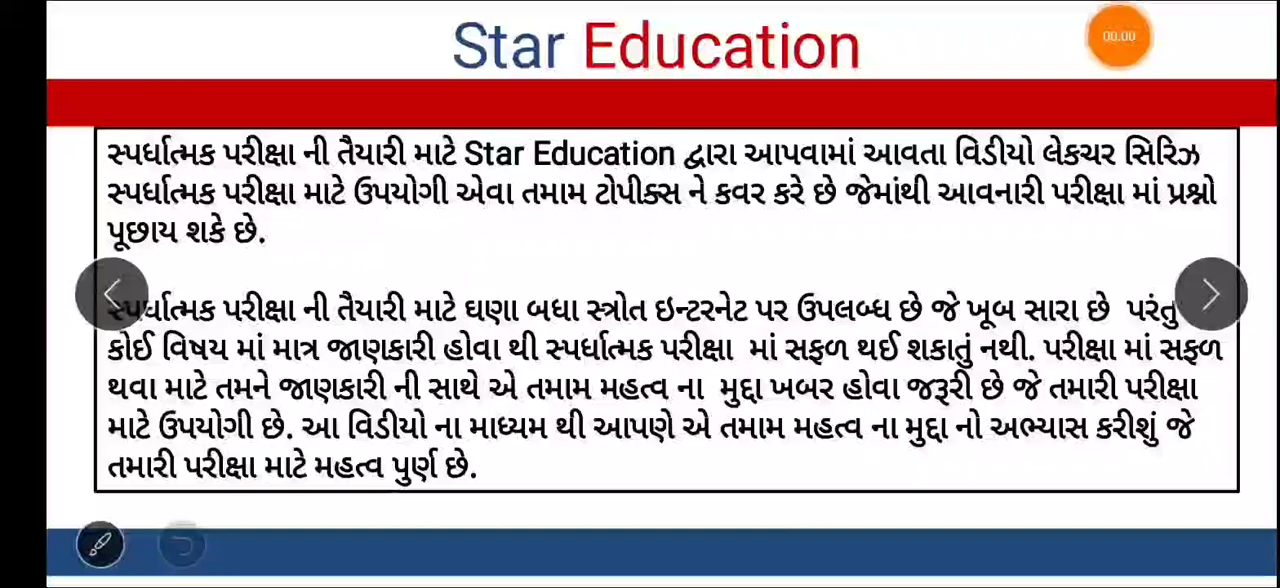 Star Education
00:00
સ્પર્ધાત્મક પરીક્ષા ની તૈયારી માટે Star Education દ્વારા આપવામાં આવતા વિડીયો લેકચર સિરિઝ
સ્પર્ધાત્મક પરીક્ષા માટે ઉપયોગી એવા તમામ ટોપીક્સ ને કવર કરે છે જેમાંથી આવનારી પરીક્ષા માં પ્રશ્નો
પૂછાય શકે છે.
સ્પર્ધાત્મક પરીક્ષા ની તૈયારી માટે ઘણા બધા સ્ત્રોત ઇન્ટરનેટ પર ઉપલબ્ધ છે જે ખૂબ સારા છે પરંતુ
કોઈ વિષય માં માત્ર જાણકારી હોવા થી સ્પર્ધાત્મક પરીક્ષા માં સફળ થઈ શકાતું નથી. પરીક્ષા માં સફળ
થવા માટે તમને જાણકારી ની સાથે એ તમામ મહત્વ ના મુદ્દા ખબર હોવા જરૂરી છે જે તમારી પરીક્ષા
માટે ઉપયોગી છે. આ વિડીયો ના માધ્યમ થી આપણે એ તમામ મહત્વ ના મુદ્દા નો અભ્યાસ કરીશું જે
તમારી પરીક્ષા માટે મહત્વ પુર્ણ છે.